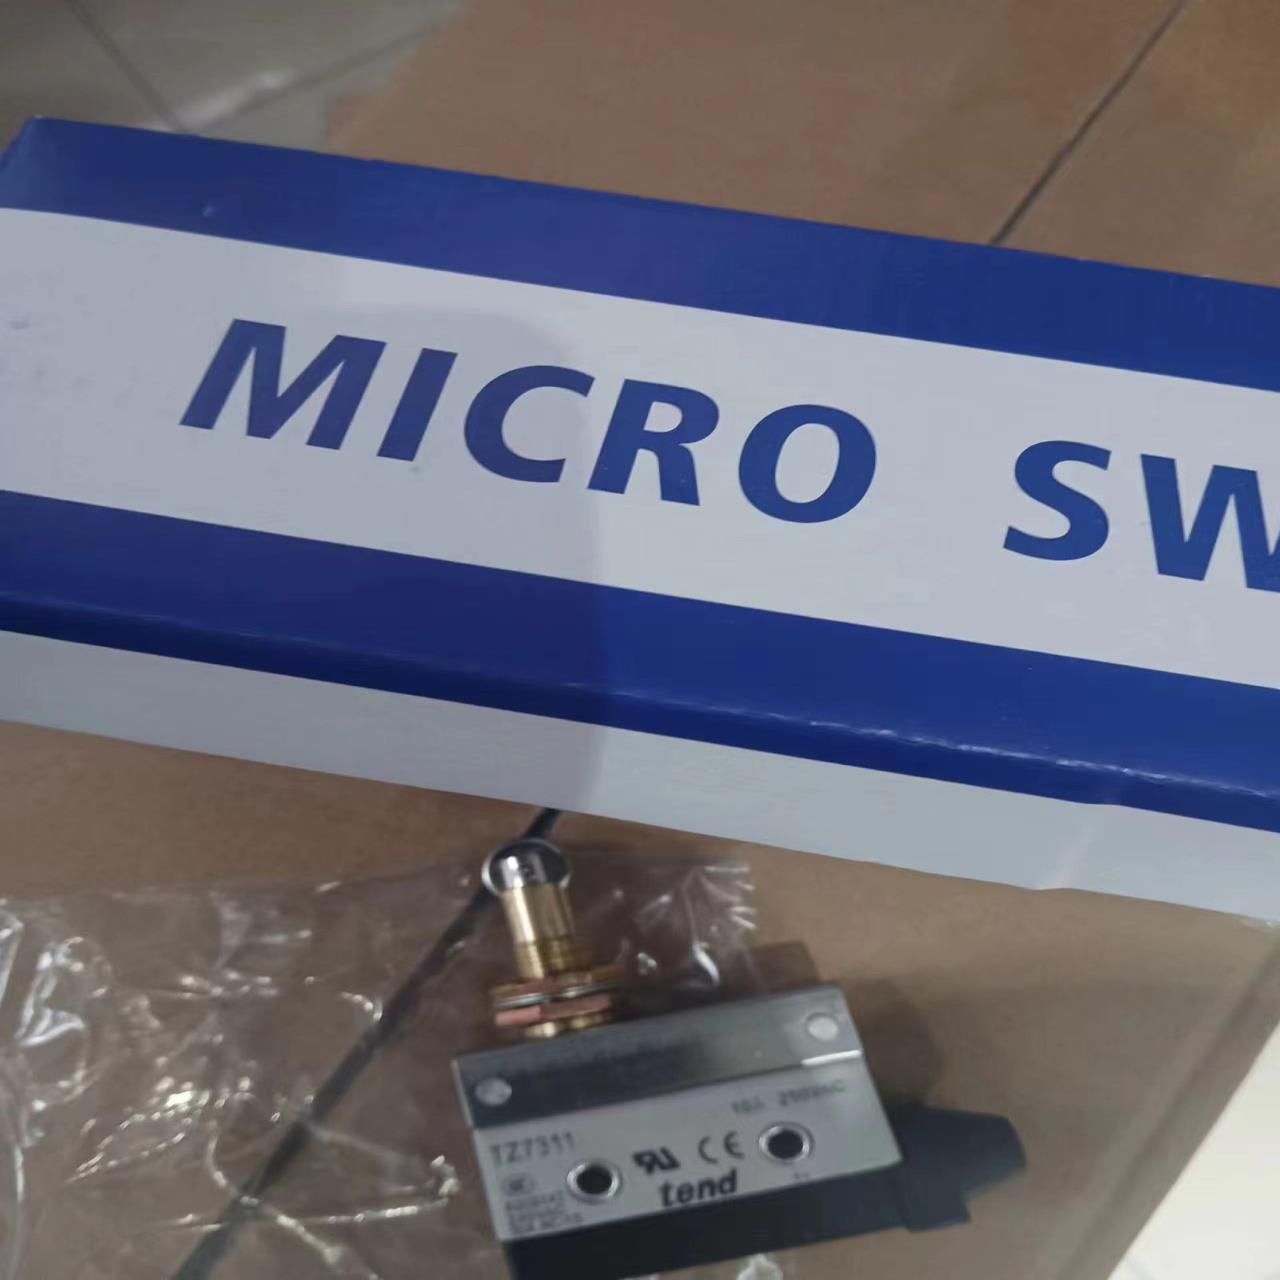 MICRO SW
10A 250VAC
TZ7311
CE
tend